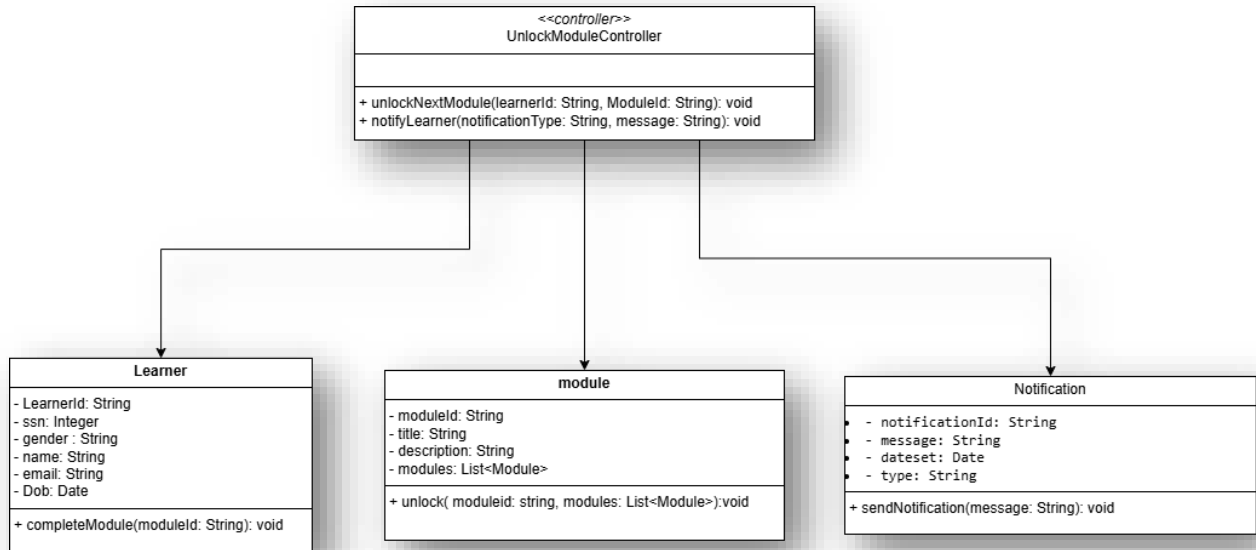 <<controller>>
UnlockModuleController
+ unlockNextModule(learnerId: String, ModuleId: String): void
+ notifyLearner(notificationType: String, message: String): void
Learner
- LearnerId: String
- ssn: Integer
- gender : String
- name: String
- email: String
- Dob: Date
+ completeModule(moduleId: String): void
module
- moduleId: String
- title: String
- description: String
- modules: List<Module>
+ unlock( moduleid: string, modules: List<Module>):void
Notification
• - notificationId: String
• - message: String
• - dateset: Date
• - type: String
+ sendNotification(message: String): void